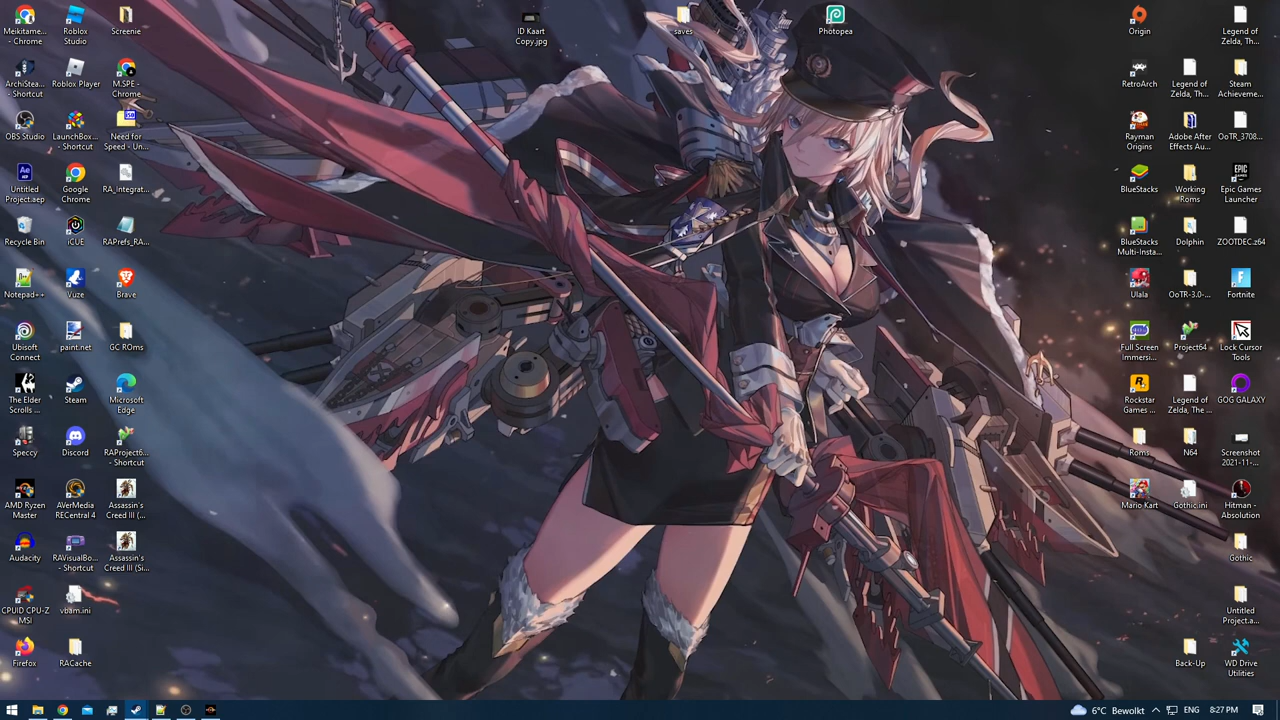 Mekitame...
- Chrome
Roblox
Studio
Screenie
ID Kaart
Copy.jpg
saves
Photopea
Origin
Legend of
Zelda, Th...
ArchiStea...
- Shortcut
Roblox Player
M.SPE -
Chrome
RetroArch
Legend of
Zelda, Th...
Steam
Achieveme...
OBS Studio
LaunchBox...
- Shortcut
Need for
Speed - Un...
Rayman
Origins
Adobe After
Effects Au...
OoTR_3708...
Untitled
Project.aep
Google
Chrome
RA_Integrat...
BlueStacks
Working
Roms
Epic Games
Launcher
Recycle Bin
iCUE
RAPrefs_RA...
BlueStacks
Multi-Insta...
Dolphin
ZOOTDEC.z64
Notepad++
Vuze
Brave
Ulala
OoTR-3.0-...
Fortnite
Ubisoft
Connect
paint.net
GC ROms
Full Screen
Immersi...
Project64
Lock Cursor
Tools
The Elder
Scrolls ...
Steam
Microsoft
Edge
Rockstar
Games ...
Legend of
Zelda, The ...
GOG GALAXY
Speccy
Discord
RAProject6...
- Shortcut
Roms
N64
Screenshot
2021-11-...
AMD Ryzen
Master
AVerMedia
RECentral 4
Assassin's
Creed III (...
Mario Kart
Gothic.ini
Hitman -
Absolution
Audacity
RAVisualBo...
- Shortcut
Assassin's
Creed III (Si...
Gothic
CPUID CPU-Z
MSI
vbam.ini
Untitled
Project.a...
Firefox
RACache
Back-Up
WD Drive
Utilities
6°C Bewolkt ENG 8:27 PM